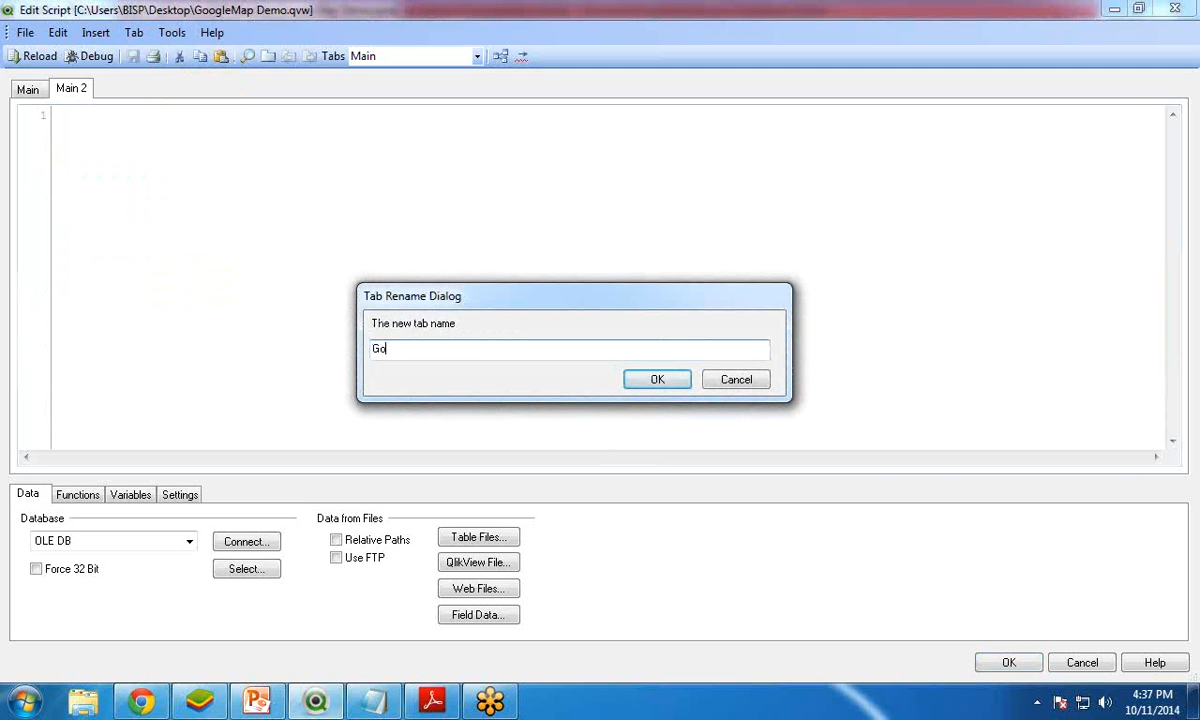 Edit Script [C:\Users\BISP\Desktop\GoogleMap Demo.qvw]
File Edit Insert Tab Tools Help
Reload Debug Tabs Main
Main Main 2
1
Tab Rename Dialog
The new tab name
Go
OK Cancel
Data Functions Variables Settings
Database
OLE DB Connect...
Force 32 Bit Select...
Data from Files
Relative Paths Table Files...
Use FTP QlikView File...
Web Files...
Field Data...
OK Cancel Help
4:37 PM
10/11/2014